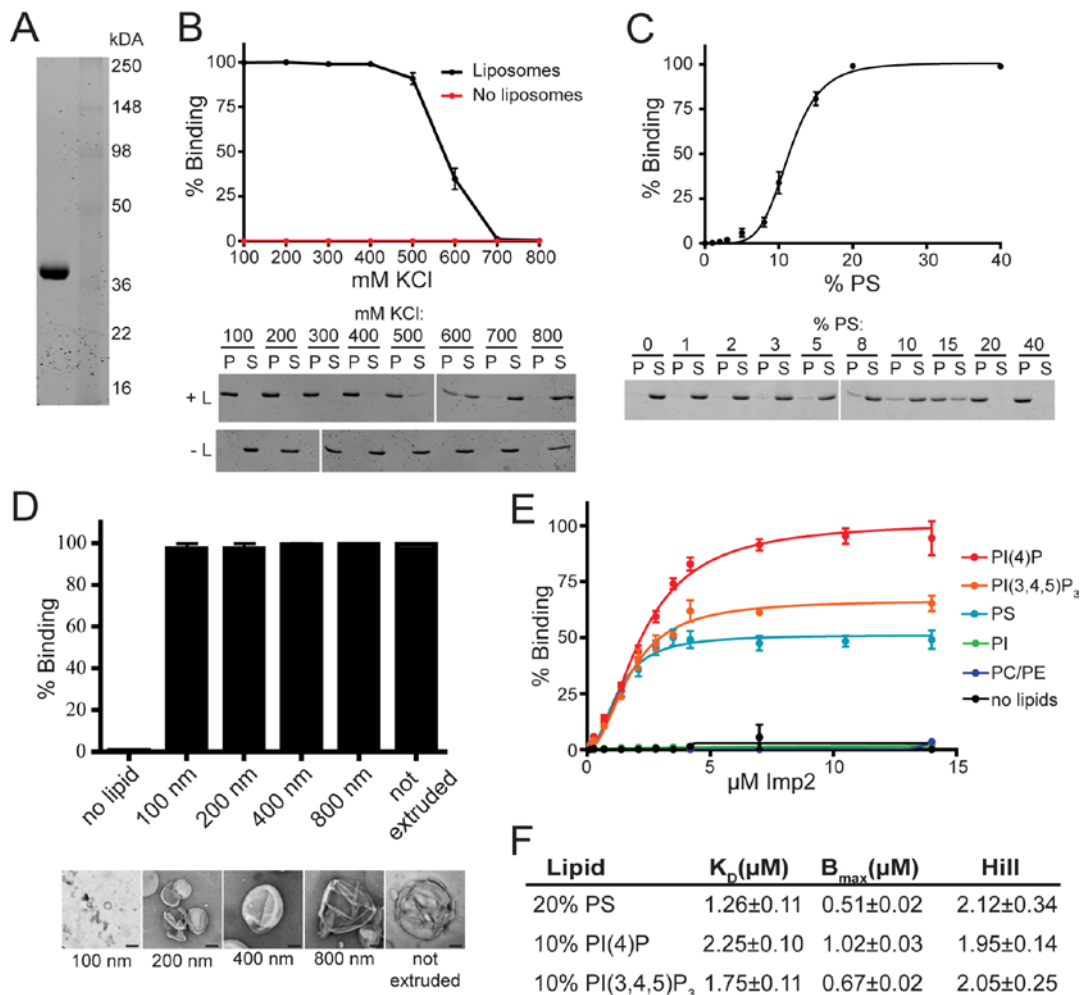 A
kDA
250
148
98
50
36
22
16
B
% Binding
100
75
50
25
0
Liposomes
No liposomes
100 200 300 400 500 600 700 800
mM KCl
mM KCl:
100 200 300 400 500 600 700 800
P S P S P S P S P S P S P S P S
+ L
- L
C
% Binding
100
75
50
25
0
0 10 20 30 40
% PS
% PS:
0 1 2 3 5 8 10 15 20 40
P S P S P S P S P S P S P S P S P S P S
D
% Binding
100
80
60
40
20
0
no lipid
100 nm
200 nm
400 nm
800 nm
not extruded
100 nm
200 nm
400 nm
800 nm
not
extruded
E
% Binding
100
75
50
25
0
0 5 10 15
µM Imp2
PI(4)P
PI(3,4,5)P₃
PS
PI
PC/PE
no lipids
F
Lipid K_D(µM) B_max(µM) Hill
20% PS 1.26±0.11 0.51±0.02 2.12±0.34
10% PI(4)P 2.25±0.10 1.02±0.03 1.95±0.14
10% PI(3,4,5)P₃ 1.75±0.11 0.67±0.02 2.05±0.25